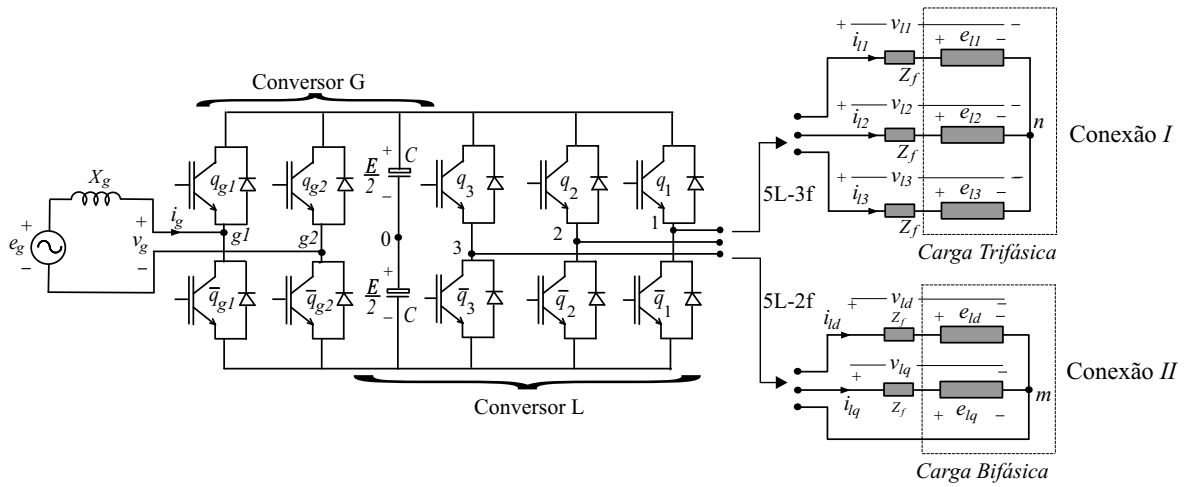 Conversor G
X_g
i_g
e_g
+
−
+
v_g
−
g1
g2
q_g1
q_g2
q̅_g1
q̅_g2
E/2
+
C
−
0
E/2
+
C
−
q_3
q_2
q_1
3
2
1
q̅_3
q̅_2
q̅_1
Conversor L
5L-3f
5L-2f
+ v_l1 −
i_l1
Z_f
+ e_l1 −
+ v_l2 −
i_l2
Z_f
+ e_l2 −
n
+ v_l3 −
i_l3
Z_f
+ e_l3 −
Carga Trifásica
Conexão I
+ v_ld −
i_ld
Z_f
+ e_ld −
+ v_lq −
i_lq
Z_f
+ e_lq −
m
Carga Bifásica
Conexão II